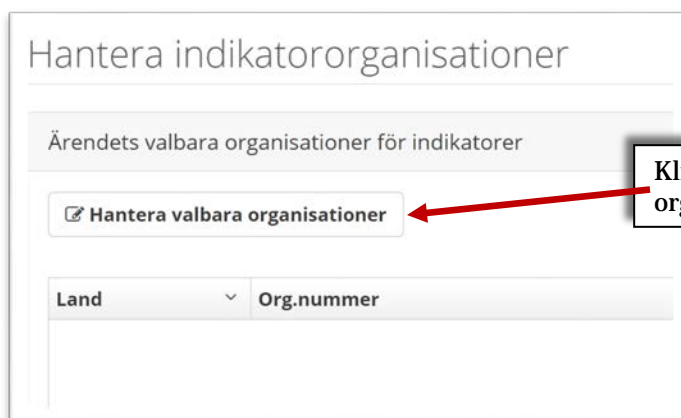 Hantera indikatororganisationer
Ärendets valbara organisationer för indikatorer
Hantera valbara organisationer
Land
Org.nummer